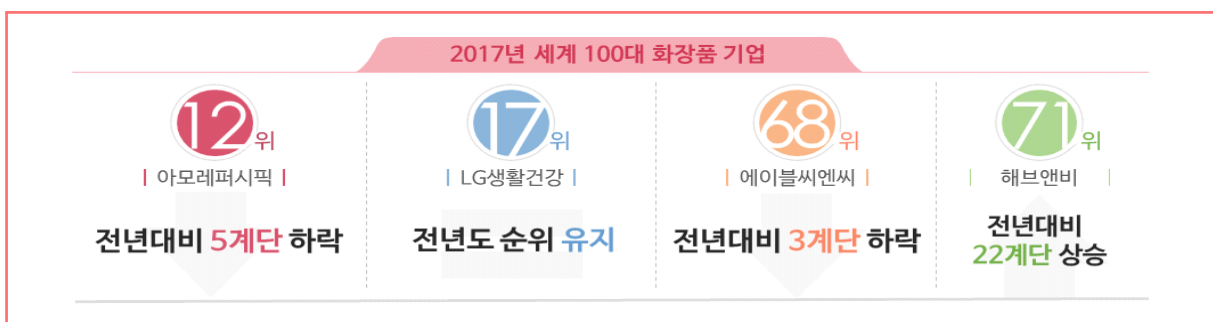 2017년 세계 100대 화장품 기업
12위
| 아모레퍼시픽 |
전년대비 5계단 하락
17위
| LG생활건강 |
전년도 순위 유지
68위
| 에이블씨엔씨 |
전년대비 3계단 하락
71위
| 해브앤비 |
전년대비
22계단 상승